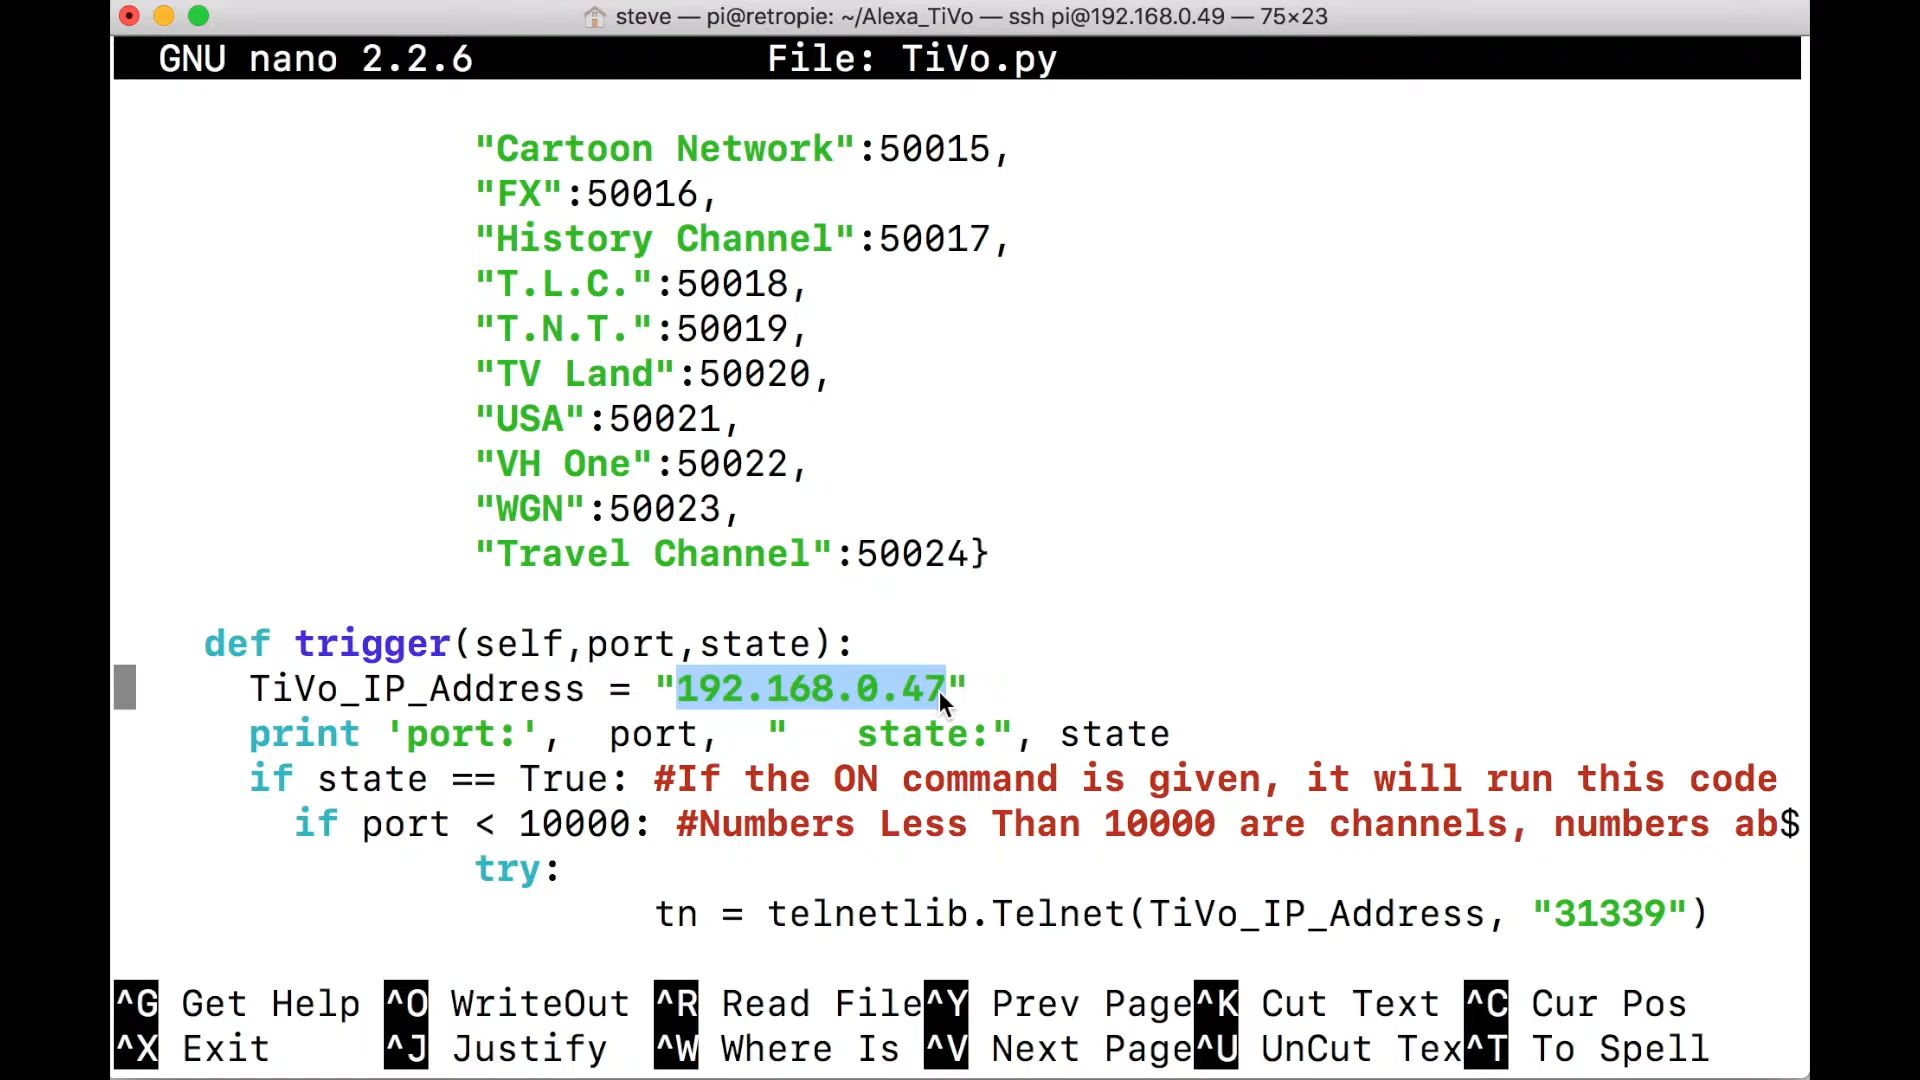 steve — pi@retropie: ~/Alexa_TiVo — ssh pi@192.168.0.49 — 75×23
GNU nano 2.2.6 File: TiVo.py
"Cartoon Network":50015,
"FX":50016,
"History Channel":50017,
"T.L.C.":50018,
"T.N.T.":50019,
"TV Land":50020,
"USA":50021,
"VH One":50022,
"WGN":50023,
"Travel Channel":50024}
def trigger(self,port,state):
TiVo_IP_Address = "192.168.0.47"
print 'port:',  port,  "   state:", state
if state == True: #If the ON command is given, it will run this code
if port < 10000: #Numbers Less Than 10000 are channels, numbers ab$
try:
tn = telnetlib.Telnet(TiVo_IP_Address, "31339")
^G Get Help ^O WriteOut ^R Read File ^Y Prev Page ^K Cut Text ^C Cur Pos
^X Exit ^J Justify ^W Where Is ^V Next Page ^U UnCut Tex ^T To Spell